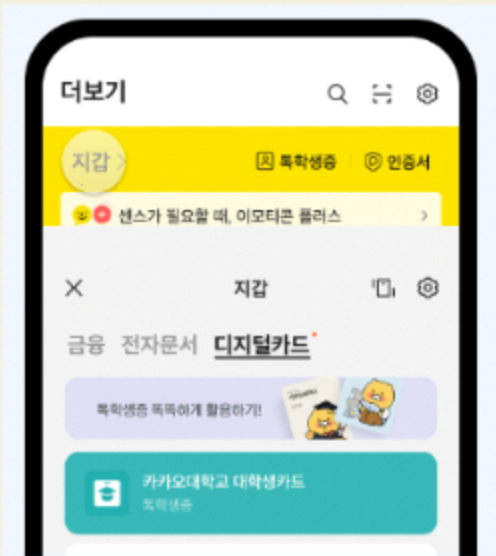 더보기
지갑 톡학생증 인증서
센스가 필요할 때, 이모티콘 플러스
지갑
금융 전자문서 디지털카드
톡학생증 똑똑하게 활용하기!
카카오대학교 대학생카드
톡학생증